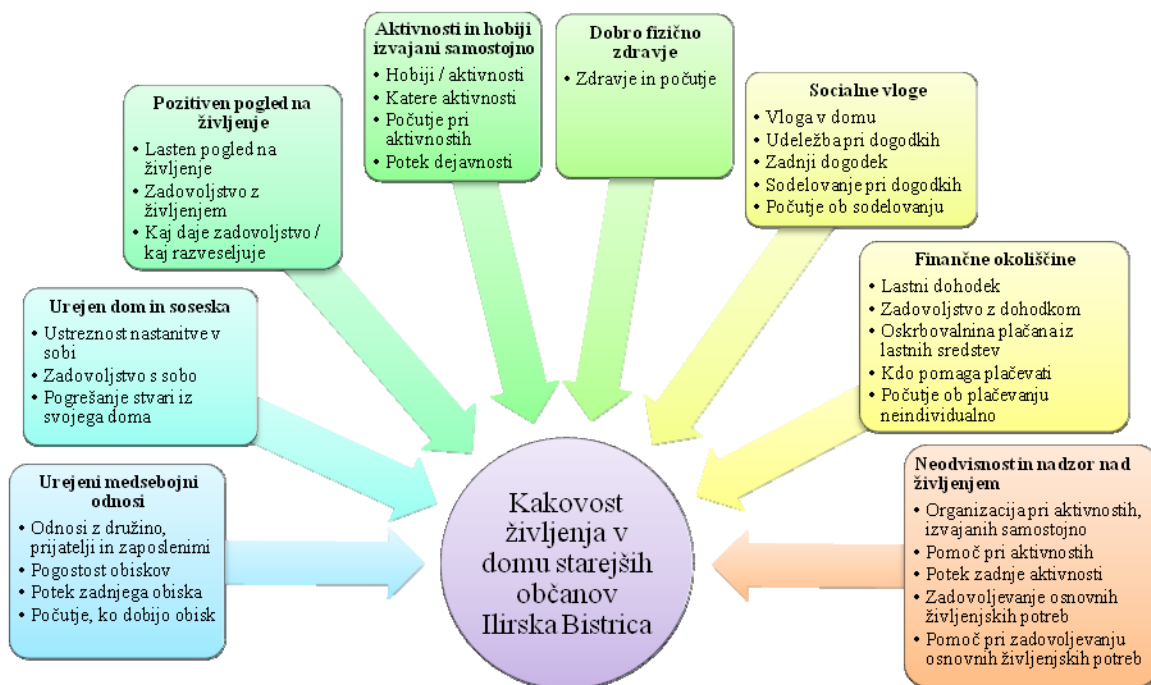 Urejeni medsebojni
odnosi
• Odnosi z družino,
prijatelji in zaposlenimi
• Pogostost obiskov
• Potek zadnjega obiska
• Počutje, ko dobijo obisk
Urejen dom in soseska
• Ustreznost nastanitve v
sobi
• Zadovoljstvo s sobo
• Pogrešanje stvari iz
svojega doma
Pozitiven pogled na
življenje
• Lasten pogled na
življenje
• Zadovoljstvo z
življenjem
• Kaj daje zadovoljstvo /
kaj razveseljuje
Aktivnosti in hobiji
izvajani samostojno
• Hobiji / aktivnosti
• Katere aktivnosti
• Počutje pri
aktivnostih
• Potek dejavnosti
Dobro fizično
zdravje
• Zdravje in počutje
Socialne vloge
• Vloga v domu
• Udeležba pri dogodkih
• Zadnji dogodek
• Sodelovanje pri dogodkih
• Počutje ob sodelovanju
Finančne okoliščine
• Lastni dohodek
• Zadovoljstvo z dohodkom
• Oskrbovalnina plačana iz
lastnih sredstev
• Kdo pomaga plačevati
• Počutje ob plačevanju
neindividualno
Neodvisnost in nadzor nad
življenjem
• Organizacija pri aktivnostih,
izvajanih samostojno
• Pomoč pri aktivnostih
• Potek zadnje aktivnosti
• Zadovoljevanje osnovnih
življenjskih potreb
• Pomoč pri zadovoljevanju
osnovnih življenjskih potreb
Kakovost
življenja v
domu starejših
občanov
Ilirska Bistrica